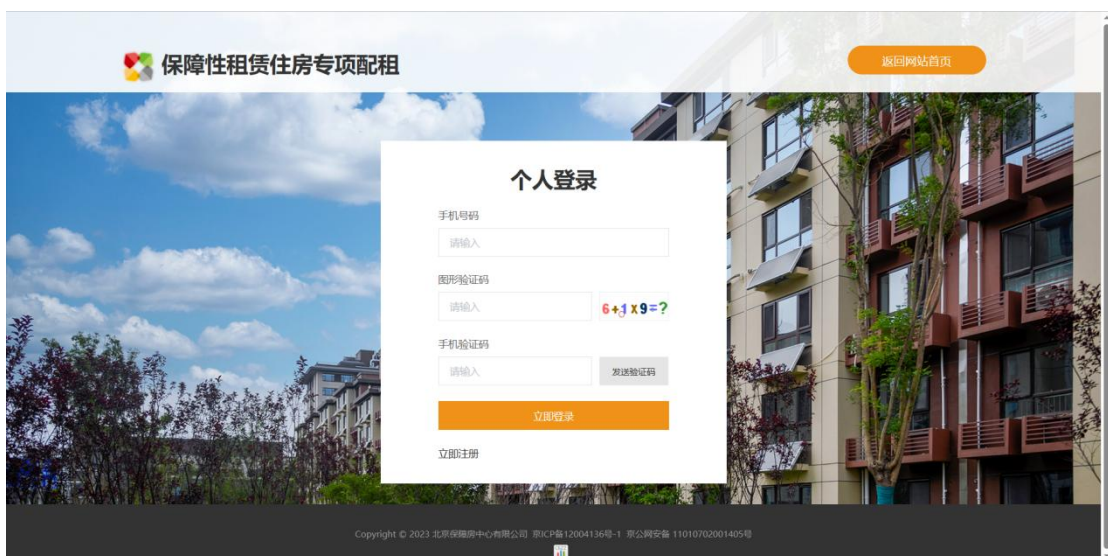 保障性租赁住房专项配租
返回网站首页
个人登录
手机号码
请输入
图形验证码
请输入 6+1x9=?
手机验证码
请输入 发送验证码
立即登录
立即注册
Copyright © 2023 北京保障房中心有限公司 京ICP备12004136号-1 京公网安备 11010702001405号